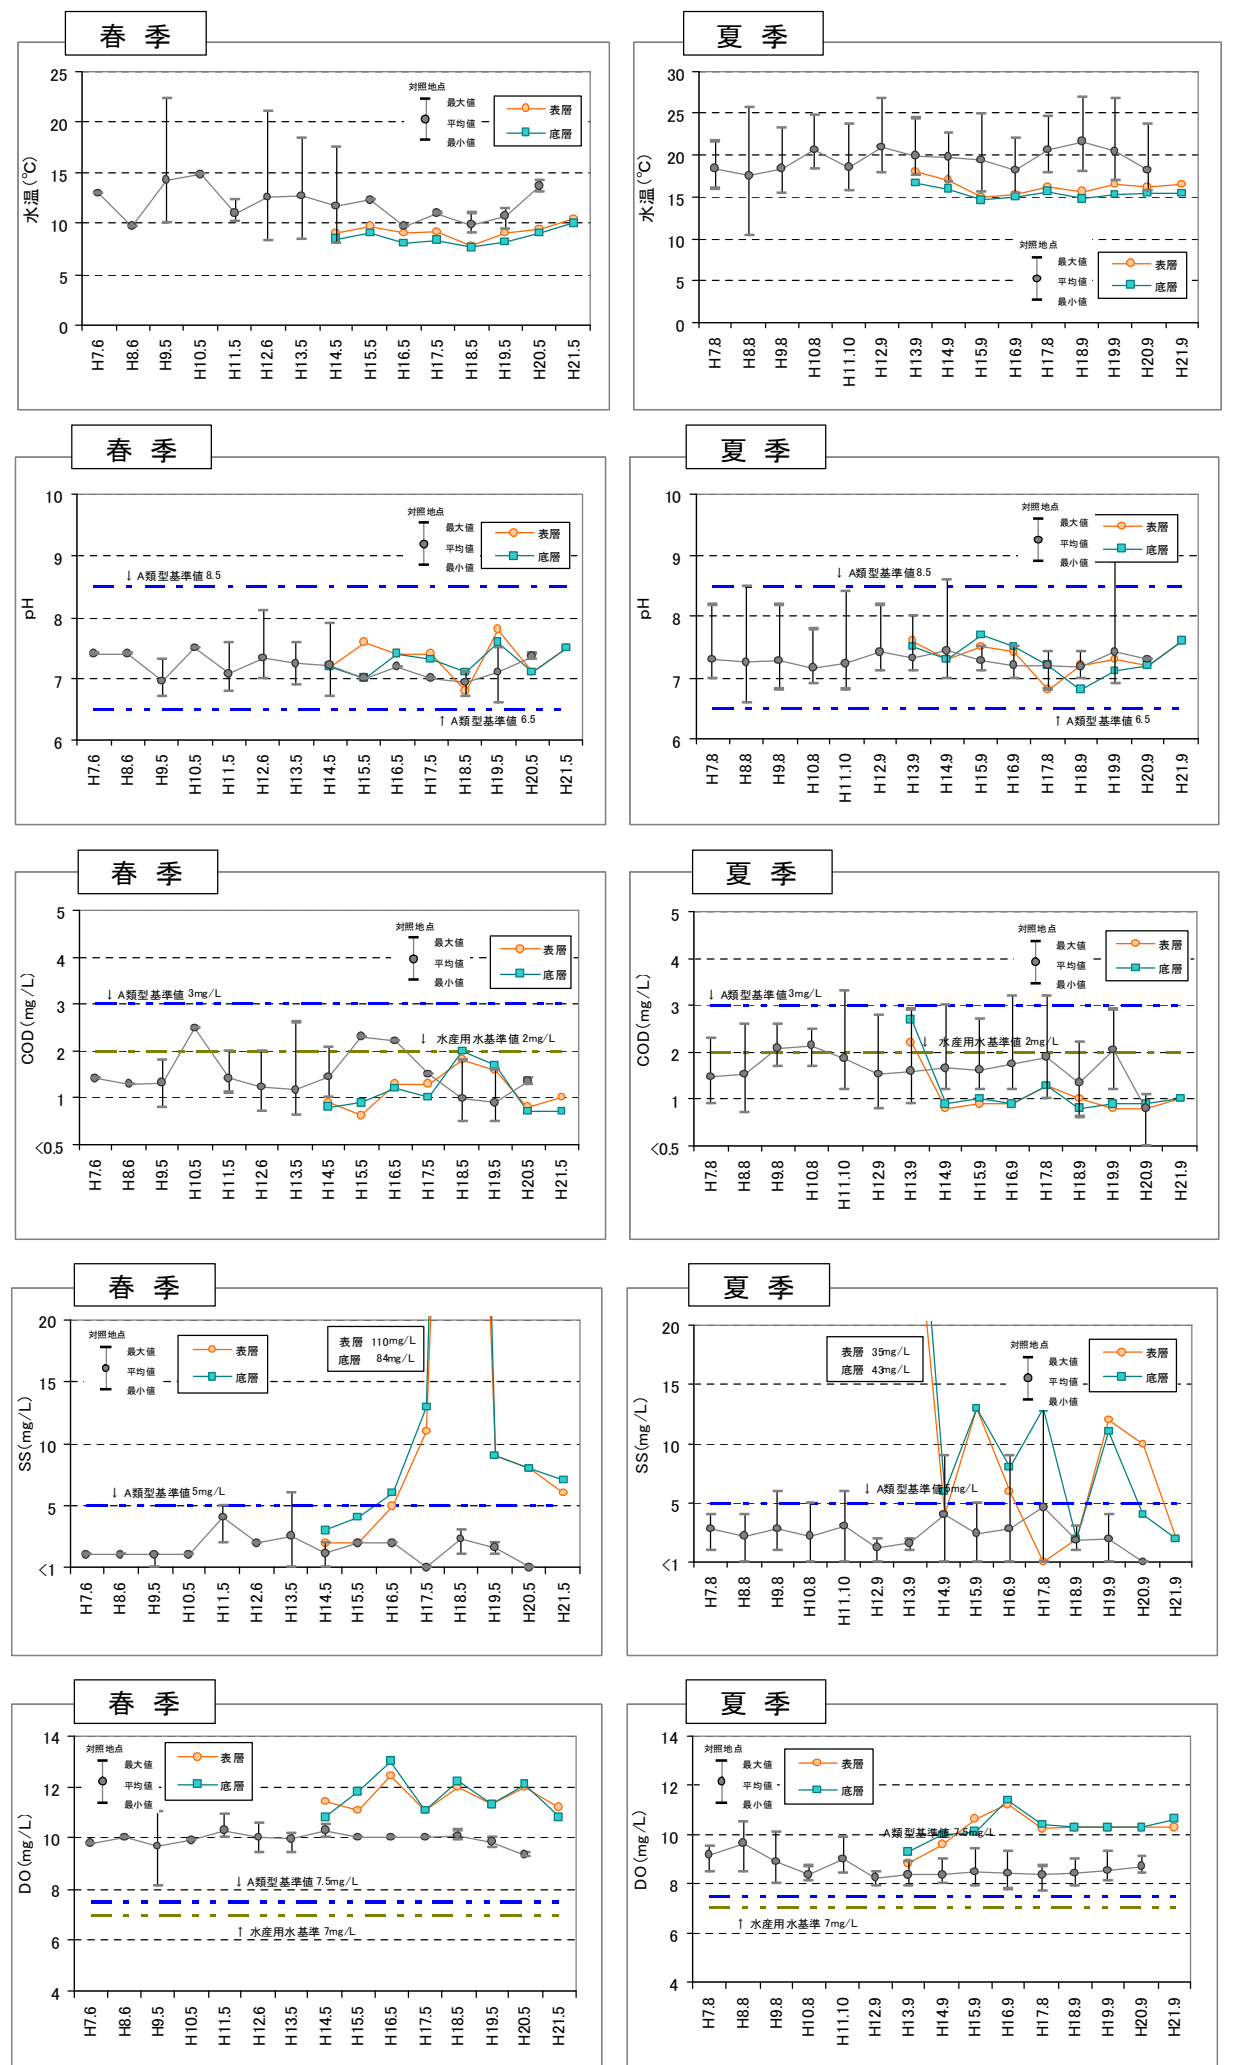 春 季
25
20
15
10
5
0
水温(℃)
対照地点
最大値
平均値
最小値
表層
底層
H7.6
H8.6
H9.5
H10.5
H11.5
H12.6
H13.5
H14.5
H15.5
H16.5
H17.5
H18.5
H19.5
H20.5
H21.5
夏 季
30
25
20
15
10
5
0
水温(℃)
対照地点
最大値
平均値
最小値
表層
底層
H7.8
H8.8
H9.8
H10.8
H11.10
H12.9
H13.9
H14.9
H15.9
H16.9
H17.8
H18.9
H19.9
H20.9
H21.9
春 季
10
9
8
7
6
pH
対照地点
最大値
平均値
最小値
表層
底層
↓ A類型基準値 8.5
↑ A類型基準値 6.5
H7.6
H8.6
H9.5
H10.5
H11.5
H12.6
H13.5
H14.5
H15.5
H16.5
H17.5
H18.5
H19.5
H20.5
H21.5
夏 季
10
9
8
7
6
pH
対照地点
最大値
平均値
最小値
表層
底層
↓ A類型基準値8.5
↑ A類型基準値 6.5
H7.8
H8.8
H9.8
H10.8
H11.10
H12.9
H13.9
H14.9
H15.9
H16.9
H17.8
H18.9
H19.9
H20.9
H21.9
春 季
5
4
3
2
1
<0.5
COD(mg/L)
対照地点
最大値
平均値
最小値
表層
底層
↓ A類型基準値 3mg/L
↓ 水産用水基準値 2mg/L
H7.6
H8.6
H9.5
H10.5
H11.5
H12.6
H13.5
H14.5
H15.5
H16.5
H17.5
H18.5
H19.5
H20.5
H21.5
夏 季
5
4
3
2
1
<0.5
COD(mg/L)
対照地点
最大値
平均値
最小値
表層
底層
↓ A類型基準値3mg/L
↓ 水産用水基準値 2mg/L
H7.8
H8.8
H9.8
H10.8
H11.10
H12.9
H13.9
H14.9
H15.9
H16.9
H17.8
H18.9
H19.9
H20.9
H21.9
春 季
20
15
10
5
<1
SS(mg/L)
対照地点
最大値
平均値
最小値
表層
底層
表層 110mg/L
底層 84mg/L
↓ A類型基準値5mg/L
H7.6
H8.6
H9.5
H10.5
H11.5
H12.6
H13.5
H14.5
H15.5
H16.5
H17.5
H18.5
H19.5
H20.5
H21.5
夏 季
20
15
10
5
<1
SS(mg/L)
表層 35mg/L
底層 43mg/L
対照地点
最大値
平均値
最小値
表層
底層
↓ A類型基準値5mg/L
H7.8
H8.8
H9.8
H10.8
H11.10
H12.9
H13.9
H14.9
H15.9
H16.9
H17.8
H18.9
H19.9
H20.9
H21.9
春 季
14
12
10
8
6
4
DO(mg/L)
対照地点
最大値
平均値
最小値
表層
底層
↓ A類型基準値 7.5mg/L
↑ 水産用水基準 7mg/L
H7.6
H8.6
H9.5
H10.5
H11.5
H12.6
H13.5
H14.5
H15.5
H16.5
H17.5
H18.5
H19.5
H20.5
H21.5
夏 季
14
12
10
8
6
4
DO(mg/L)
対照地点
最大値
平均値
最小値
表層
底層
A類型基準値 7.5mg/L
↑ 水産用水基準 7mg/L
H7.8
H8.8
H9.8
H10.8
H11.10
H12.9
H13.9
H14.9
H15.9
H16.9
H17.8
H18.9
H19.9
H20.9
H21.9